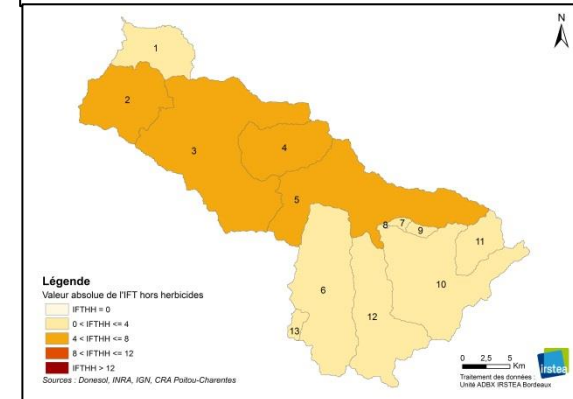 N
1
2
3
4
5
8
7
9
11
6
10
12
13
Légende
Valeur absolue de l'IFT hors herbicides
IFTHH = 0
0 < IFTHH <= 4
4 < IFTHH <= 8
8 < IFTHH <= 12
IFTHH > 12
Sources : Donesol, INRA, IGN, CRA Poitou-Charentes
0 2,5 5
Km
Traitement des données :
Unité ADBX IRSTEA Bordeaux
irstea